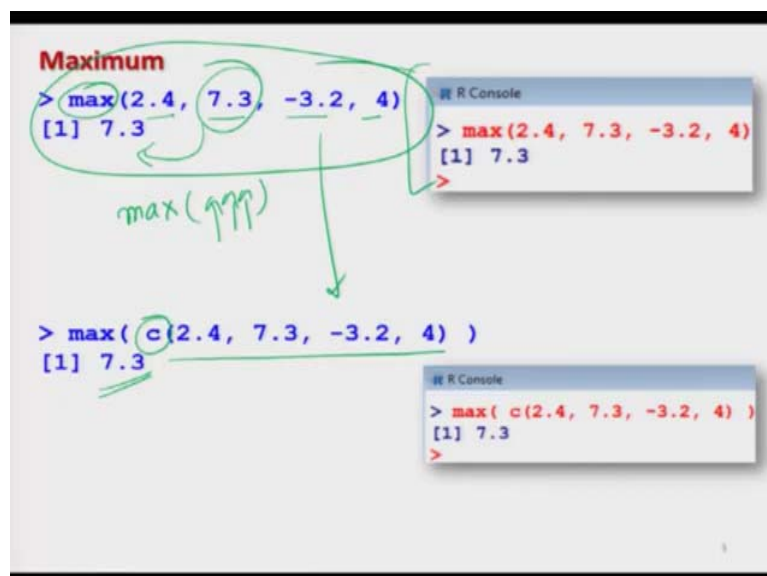 Maximum
> max(2.4, 7.3, -3.2, 4)
[1] 7.3
R Console
> max(2.4, 7.3, -3.2, 4)
[1] 7.3
>
max(
)
> max( c(2.4, 7.3, -3.2, 4) )
[1] 7.3
R Console
> max( c(2.4, 7.3, -3.2, 4) )
[1] 7.3
>